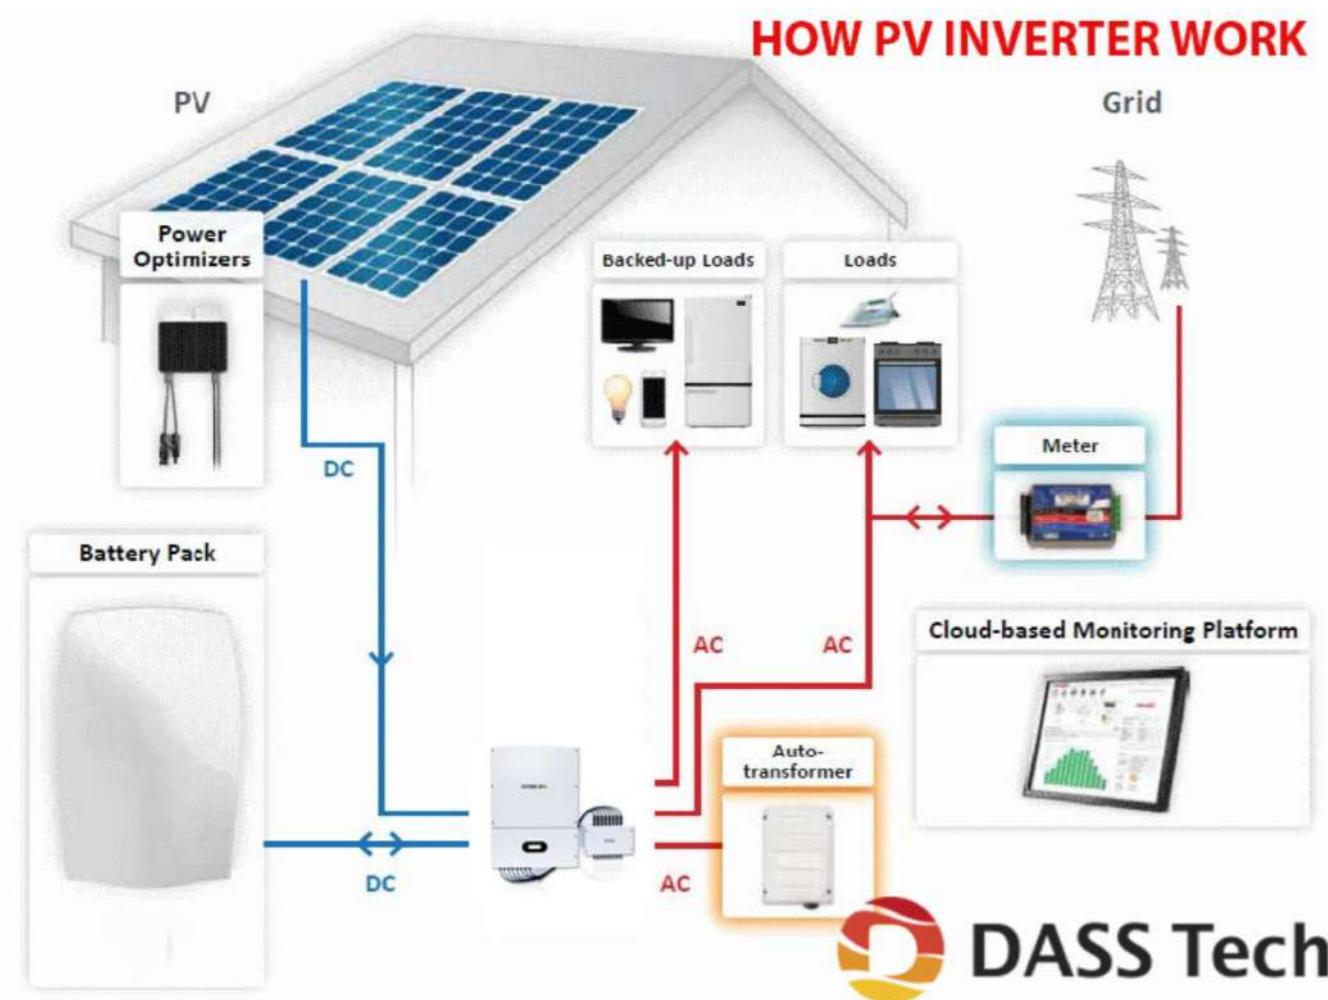 HOW PV INVERTER WORK
PV
Grid
Power
Optimizers
Backed-up Loads
Loads
DC
Meter
Battery Pack
Cloud-based Monitoring Platform
AC
AC
Auto-
transformer
DC
AC
DASS Tech